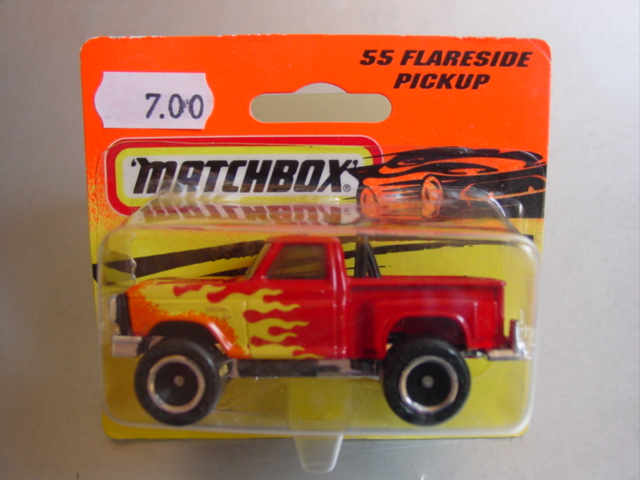 55 FLARESIDE
PICKUP
7.00
MATCHBOX®